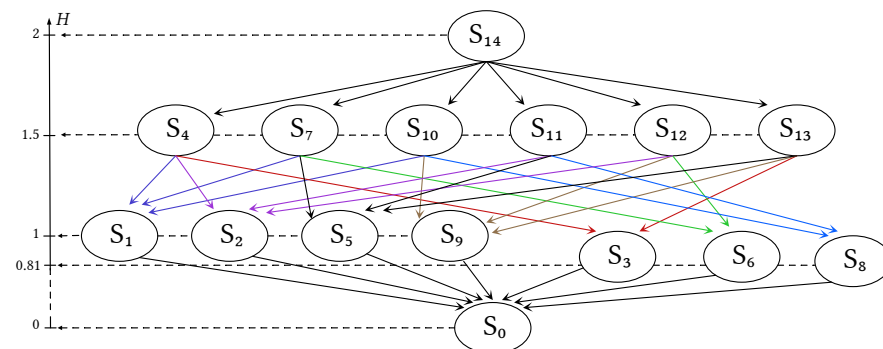 H
2
S₁₄
1.5
S₄ S₇ S₁₀ S₁₁ S₁₂ S₁₃
1
S₁ S₂ S₅ S₉
S₃ S₆ S₈
0.81
0
S₀